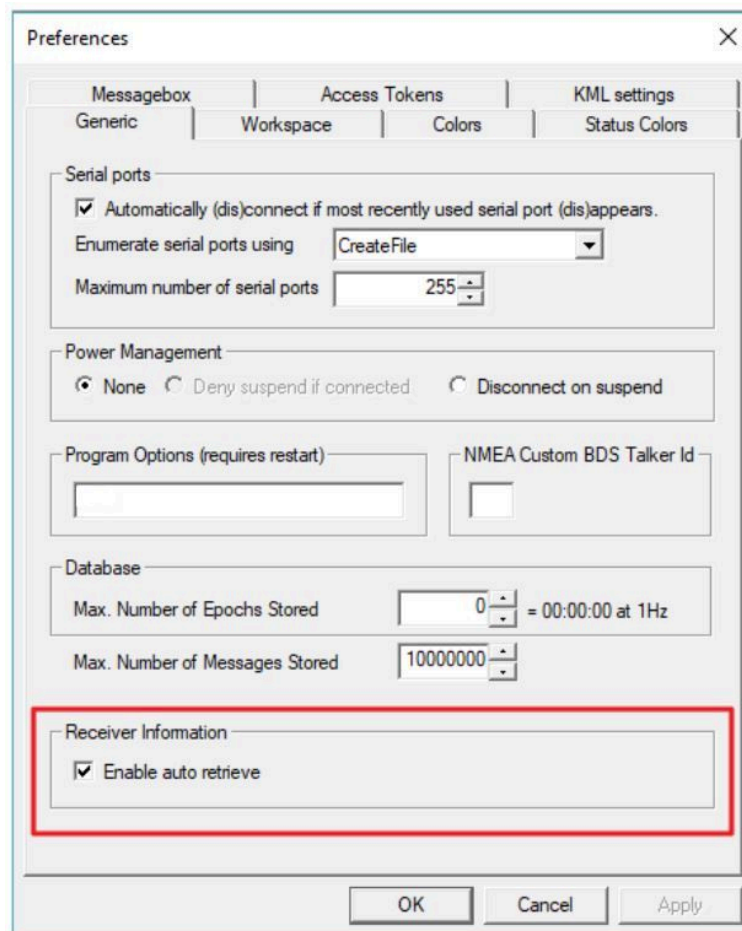 Preferences
Messagebox Access Tokens KML settings
Generic Workspace Colors Status Colors
Serial ports
Automatically (dis)connect if most recently used serial port (dis)appears.
Enumerate serial ports using CreateFile
Maximum number of serial ports 255
Power Management
None Deny suspend if connected Disconnect on suspend
Program Options (requires restart) NMEA Custom BDS Talker Id
Database
Max. Number of Epochs Stored 0 = 00:00:00 at 1Hz
Max. Number of Messages Stored 10000000
Receiver Information
Enable auto retrieve
OK Cancel Apply